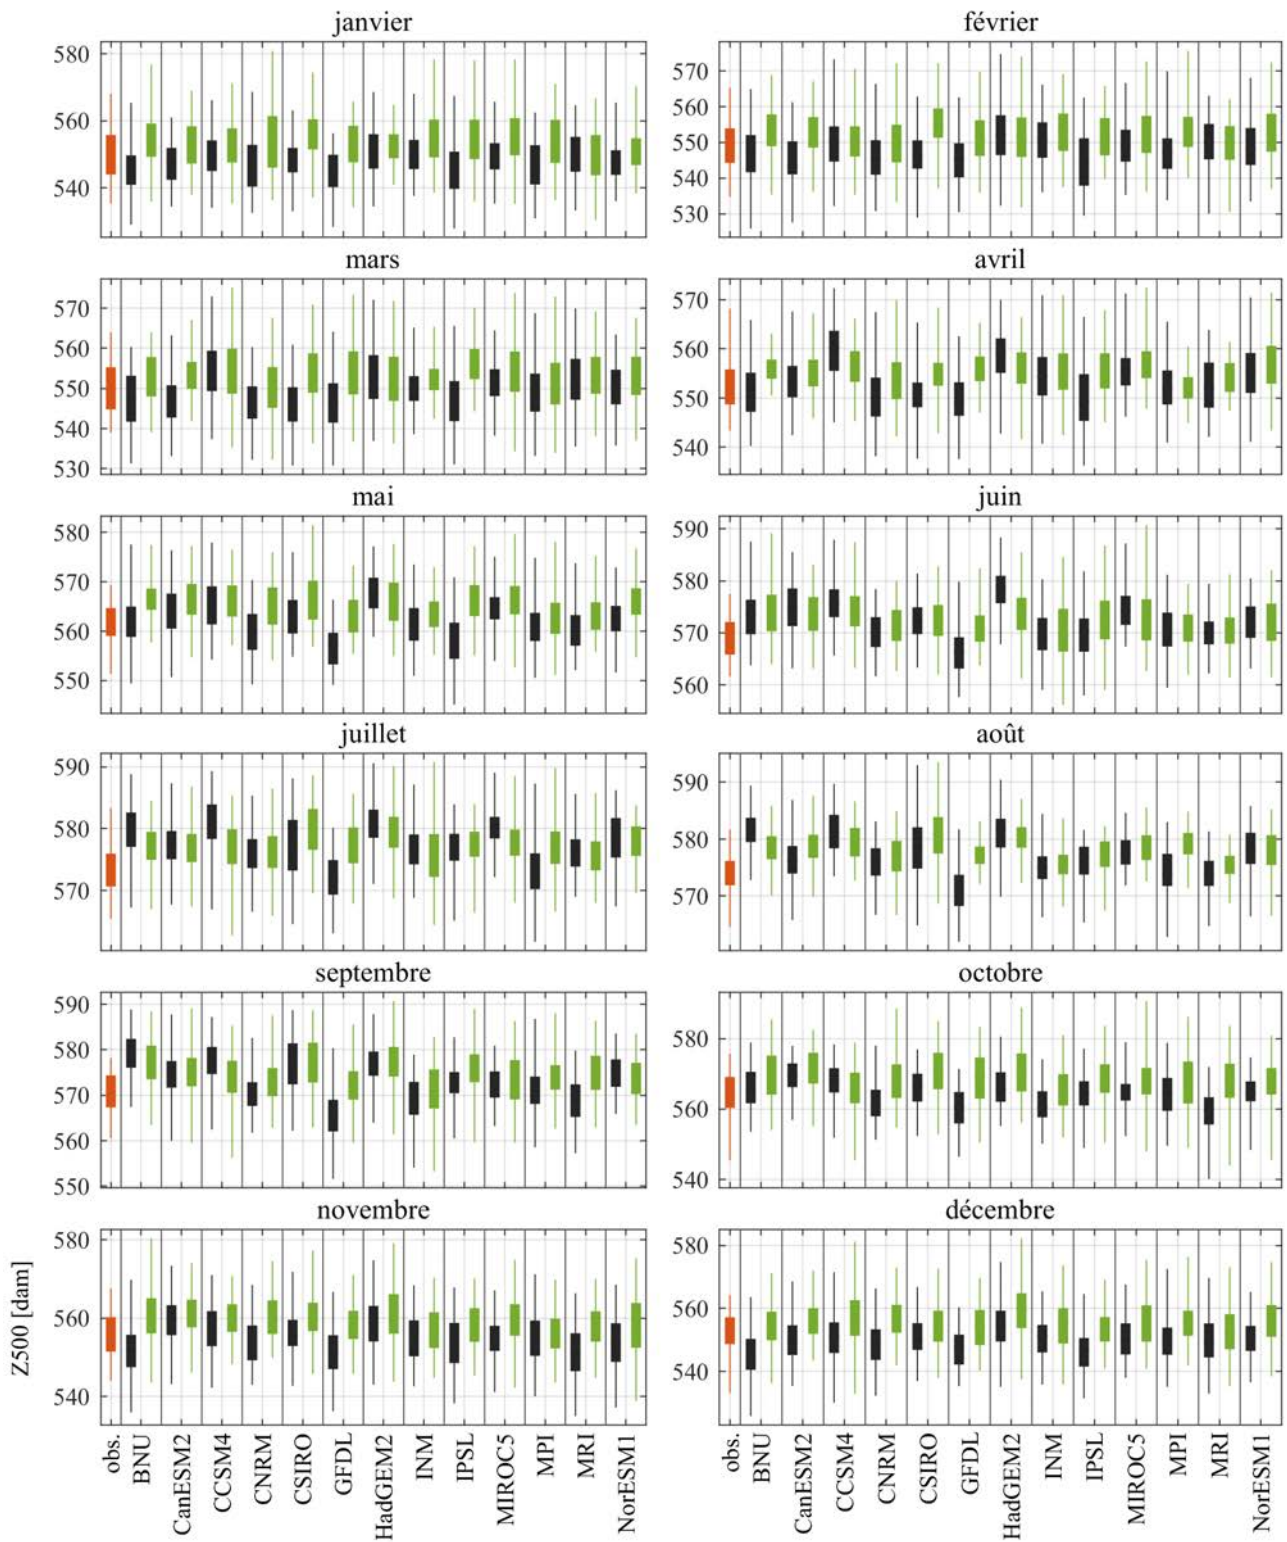 janvier
580
560
540
février
570
560
550
540
530
mars
570
560
550
540
530
avril
570
560
550
540
mai
580
570
560
550
juin
590
580
570
560
juillet
590
580
570
août
590
580
570
septembre
590
580
570
560
550
octobre
580
560
540
novembre
580
560
540
décembre
580
560
540
Z500 [dam]
obs.
BNU
CanESM2
CCSM4
CNRM
CSIRO
GFDL
HadGEM2
INM
IPSL
MIROC5
MPI
MRI
NorESM1
obs.
BNU
CanESM2
CCSM4
CNRM
CSIRO
GFDL
HadGEM2
INM
IPSL
MIROC5
MPI
MRI
NorESM1